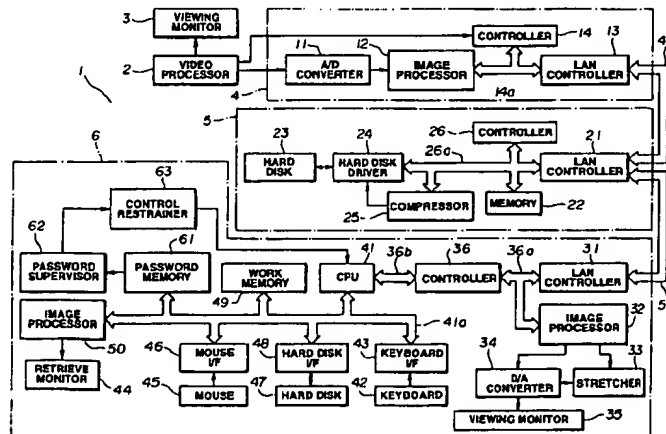 3
VIEWING
MONITOR
1
2
VIDEO
PROCESSOR
11
A/D
CONVERTER
12
IMAGE
PROCESSOR
CONTROLLER
14
13
LAN
CONTROLLER
14a
4
5
23
HARD
DISK
24
HARD DISK
DRIVER
26
CONTROLLER
26a
21
LAN
CONTROLLER
COMPRESSOR
25
MEMORY
22
6
63
CONTROL
RESTRAINER
62
PASSWORD
SUPERVISOR
61
PASSWORD
MEMORY
WORK
MEMORY
49
41
CPU
36b
36
CONTROLLER
36a
31
LAN
CONTROLLER
IMAGE
PROCESSOR
50
41a
IMAGE
PROCESSOR
32
RETRIEVE
MONITOR
44
46
MOUSE
I/F
45
MOUSE
48
HARD DISK
I/F
47
HARD DISK
43
KEYBOARD
I/F
42
KEYBOARD
34
D/A
CONVERTER
33
STRETCHER
VIEWING MONITOR
35